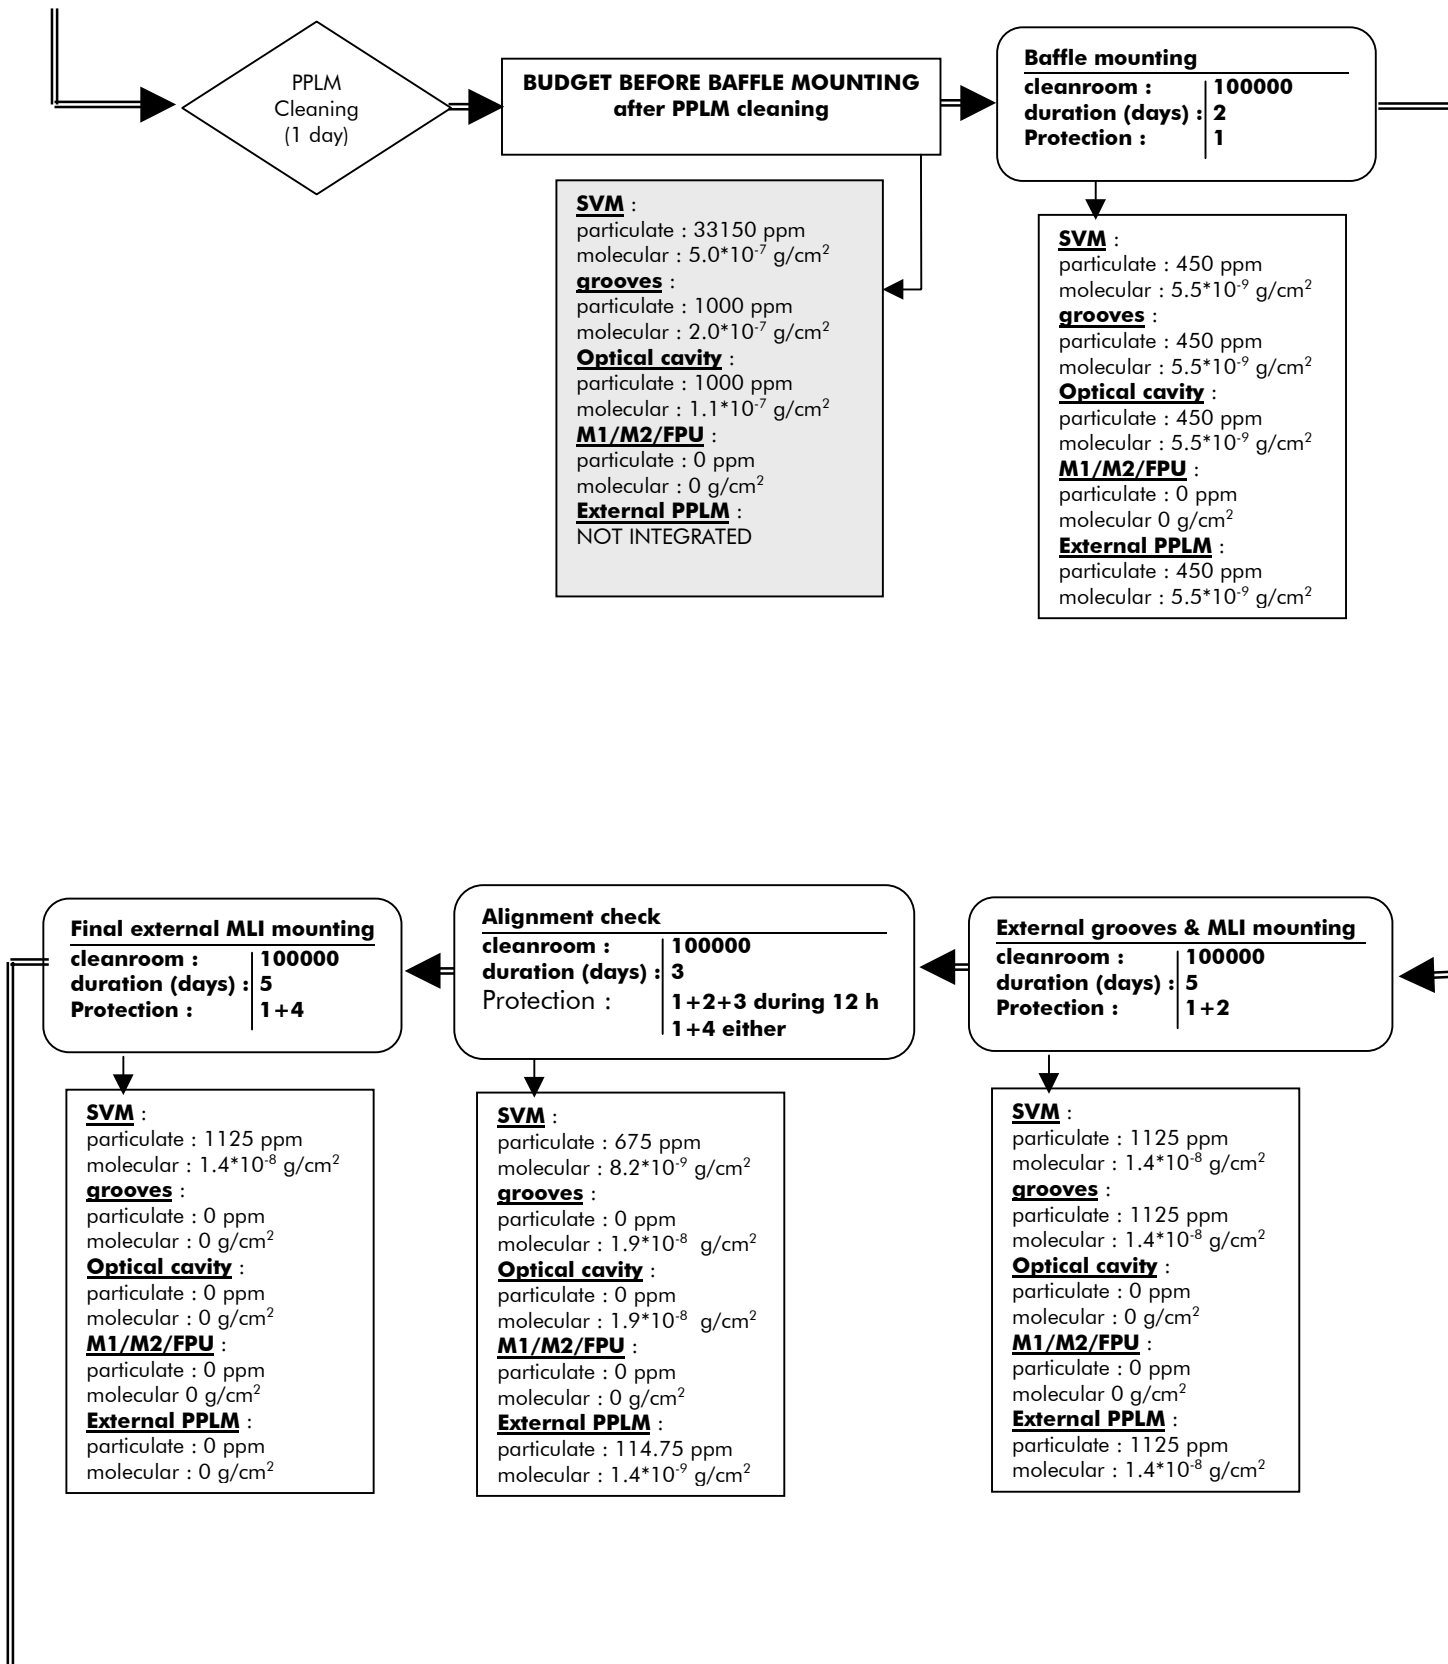 PPLM
Cleaning
(1 day)
BUDGET BEFORE BAFFLE MOUNTING
after PPLM cleaning
SVM :
particulate : 33150 ppm
molecular : 5.0*10-7 g/cm2
grooves :
particulate : 1000 ppm
molecular : 2.0*10-7 g/cm2
Optical cavity :
particulate : 1000 ppm
molecular : 1.1*10-7 g/cm2
M1/M2/FPU :
particulate : 0 ppm
molecular : 0 g/cm2
External PPLM :
NOT INTEGRATED
Baffle mounting
cleanroom : 100000
duration (days) : 2
Protection : 1
SVM :
particulate : 450 ppm
molecular : 5.5*10-9 g/cm2
grooves :
particulate : 450 ppm
molecular : 5.5*10-9 g/cm2
Optical cavity :
particulate : 450 ppm
molecular : 5.5*10-9 g/cm2
M1/M2/FPU :
particulate : 0 ppm
molecular 0 g/cm2
External PPLM :
particulate : 450 ppm
molecular : 5.5*10-9 g/cm2
Final external MLI mounting
cleanroom : 100000
duration (days) : 5
Protection : 1+4
SVM :
particulate : 1125 ppm
molecular : 1.4*10-8 g/cm2
grooves :
particulate : 0 ppm
molecular : 0 g/cm2
Optical cavity :
particulate : 0 ppm
molecular : 0 g/cm2
M1/M2/FPU :
particulate : 0 ppm
molecular 0 g/cm2
External PPLM :
particulate : 0 ppm
molecular : 0 g/cm2
Alignment check
cleanroom : 100000
duration (days) : 3
Protection : 1+2+3 during 12 h
1+4 either
SVM :
particulate : 675 ppm
molecular : 8.2*10-9 g/cm2
grooves :
particulate : 0 ppm
molecular : 1.9*10-8 g/cm2
Optical cavity :
particulate : 0 ppm
molecular : 1.9*10-8 g/cm2
M1/M2/FPU :
particulate : 0 ppm
molecular : 0 g/cm2
External PPLM :
particulate : 114.75 ppm
molecular : 1.4*10-9 g/cm2
External grooves & MLI mounting
cleanroom : 100000
duration (days) : 5
Protection : 1+2
SVM :
particulate : 1125 ppm
molecular : 1.4*10-8 g/cm2
grooves :
particulate : 1125 ppm
molecular : 1.4*10-8 g/cm2
Optical cavity :
particulate : 0 ppm
molecular : 0 g/cm2
M1/M2/FPU :
particulate : 0 ppm
molecular 0 g/cm2
External PPLM :
particulate : 1125 ppm
molecular : 1.4*10-8 g/cm2